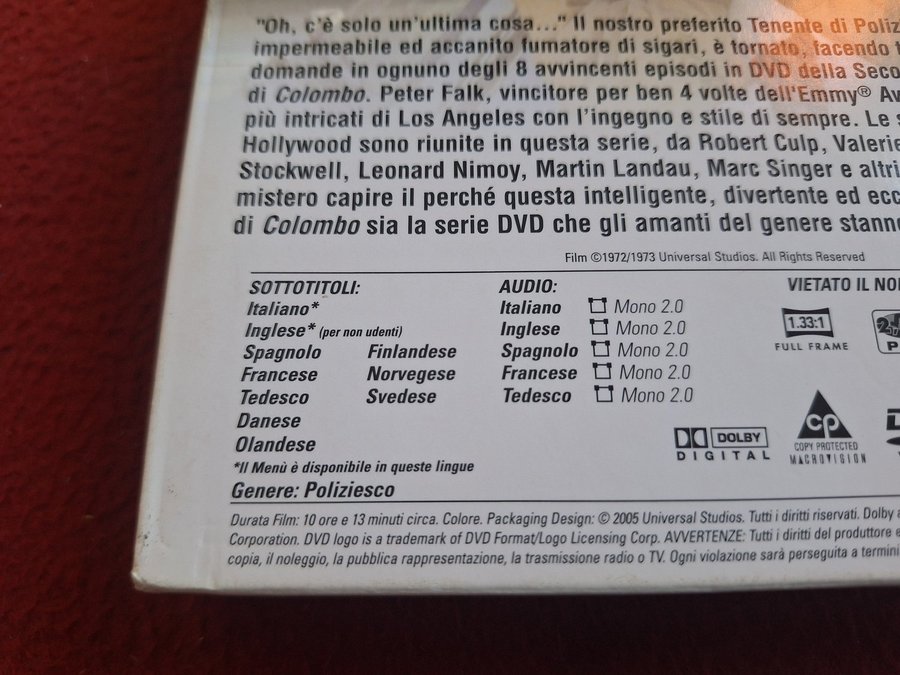 "Oh, c'è solo un'ultima cosa..." Il nostro preferito Tenente di Poliz
impermeabile ed accanito fumatore di sigari, è tornato, facendo t
domande in ognuno degli 8 avvincenti episodi in DVD della Seco
di Colombo. Peter Falk, vincitore per ben 4 volte dell'Emmy® Aw
più intricati di Los Angeles con l'ingegno e stile di sempre. Le s
Hollywood sono riunite in questa serie, da Robert Culp, Valerie
Stockwell, Leonard Nimoy, Martin Landau, Marc Singer e altri
mistero capire il perché questa intelligente, divertente ed ecc
di Colombo sia la serie DVD che gli amanti del genere stann
Film ©1972/1973 Universal Studios. All Rights Reserved
SOTTOTITOLI:
Italiano*
Inglese* (per non udenti)
Spagnolo Finlandese
Francese Norvegese
Tedesco Svedese
Danese
Olandese
*Il Menù è disponibile in queste lingue
Genere: Poliziesco
AUDIO:
Italiano Mono 2.0
Inglese Mono 2.0
Spagnolo Mono 2.0
Francese Mono 2.0
Tedesco Mono 2.0
VIETATO IL NO
1.33:1
FULL FRAME
DOLBY
DIGITAL
cp
COPY PROTECTED
MACROVISION
Durata Film: 10 ore e 13 minuti circa. Colore. Packaging Design: © 2005 Universal Studios. Tutti i diritti riservati. Dolby
Corporation. DVD logo is a trademark of DVD Format/Logo Licensing Corp. AVVERTENZE: Tutti i diritti del produttore e
copia, il noleggio, la pubblica rappresentazione, la trasmissione radio o TV. Ogni violazione sarà perseguita a termini